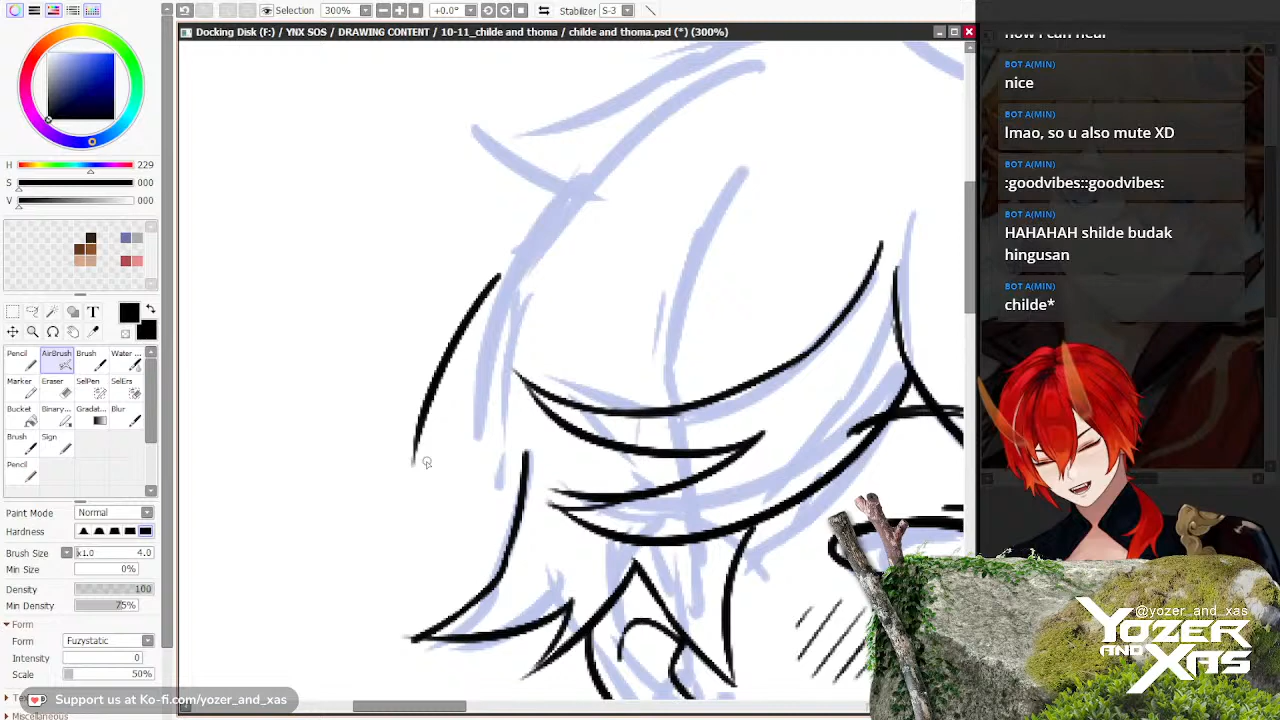 Selection
300%
+0.0°
Stabilizer S-3
Docking Disk (F:) / YNX SOS / DRAWING CONTENT / 10-11_childe and thoma / childe and thoma.psd (*) (300%)
H 229
S 000
V 000
T
Pencil AirBrush Brush Water ...
Marker Eraser SelPen SelErs
Bucket Binary... Gradat... Blur
Brush Sign
Pencil
Paint Mode Normal
Hardness
Brush Size x1.0 4.0
Min Size 0%
Density 100
Min Density 75%
Form
Form Fuzystatic
Intensity 0
Scale 50%
Miscellaneous
Support us at Ko-fi.com/yozer_and_xas
now i can hear
BOT A(MIN)
nice
BOT A(MIN)
lmao, so u also mute XD
BOT A(MIN)
:goodvibes::goodvibes:
BOT A(MIN)
HAHAHAH shilde budak
hingusan
BOT A(MIN)
childe*
@yozer_and_xas
YOZER
AND XAS